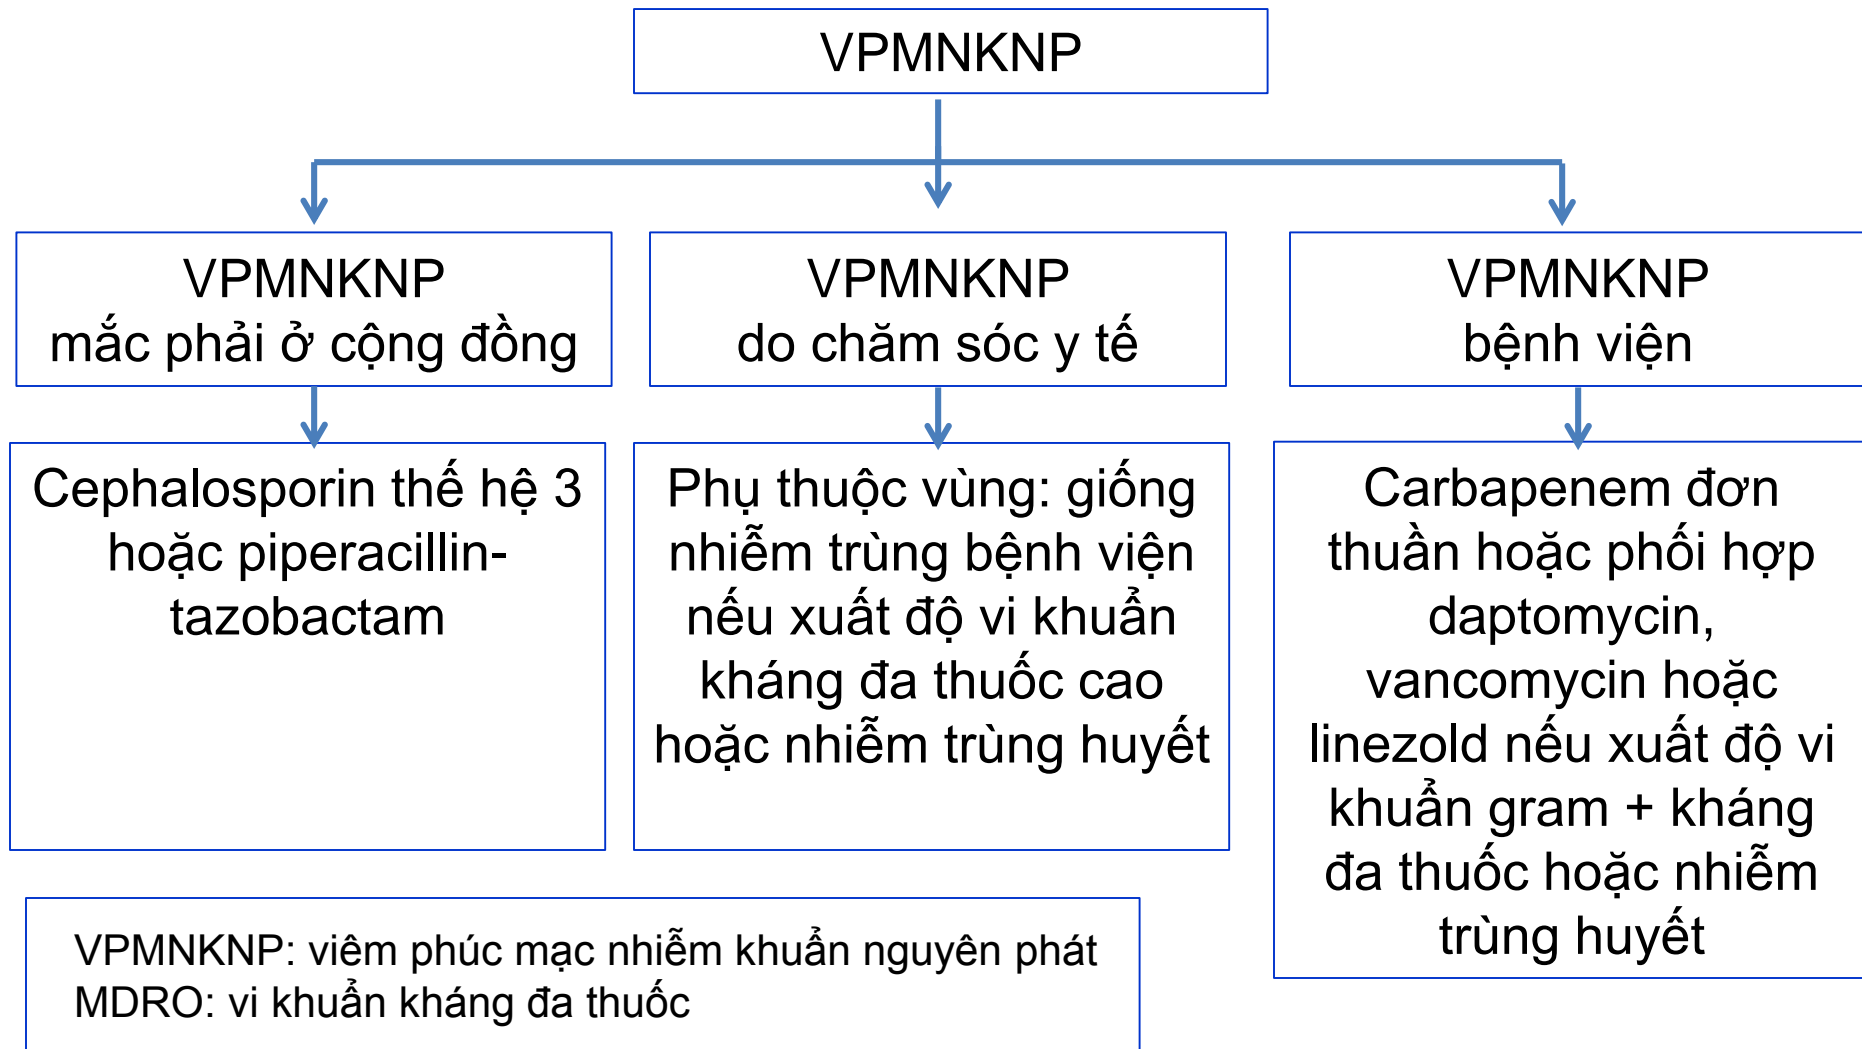 VPMNKNP
VPMNKNP
mắc phải ở cộng đồng
VPMNKNP
do chăm sóc y tế
VPMNKNP
bệnh viện
Cephalosporin thế hệ 3
hoặc piperacillin-
tazobactam
Phụ thuộc vùng: giống
nhiễm trùng bệnh viện
nếu xuất độ vi khuẩn
kháng đa thuốc cao
hoặc nhiễm trùng huyết
Carbapenem đơn
thuần hoặc phối hợp
daptomycin,
vancomycin hoặc
linezold nếu xuất độ vi
khuẩn gram + kháng
đa thuốc hoặc nhiễm
trùng huyết
VPMNKNP: viêm phúc mạc nhiễm khuẩn nguyên phát
MDRO: vi khuẩn kháng đa thuốc